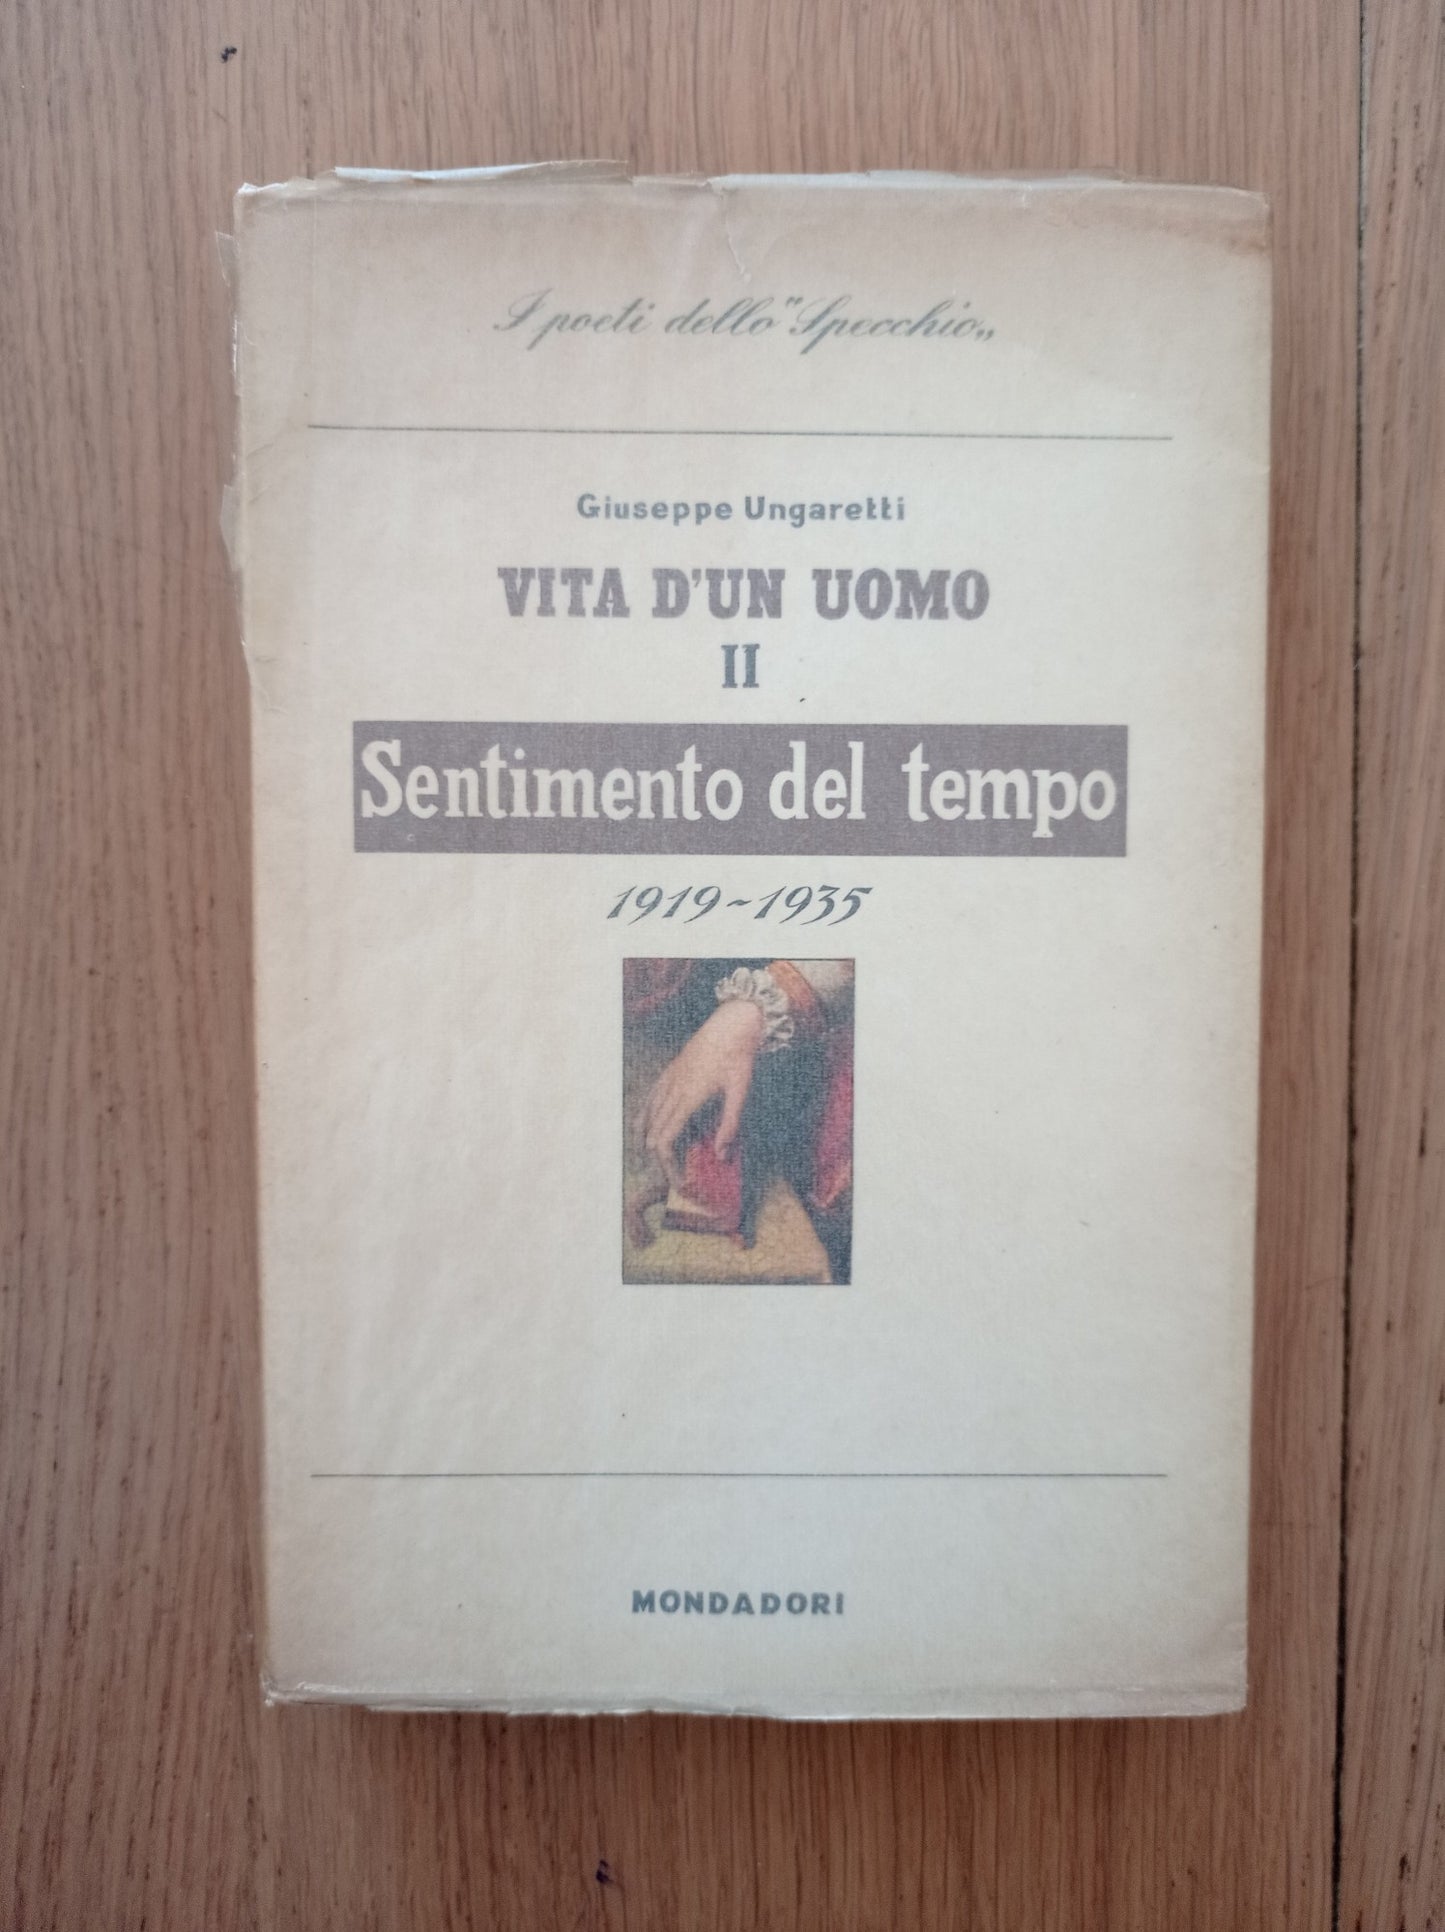 I poeti dello "Specchio„
Giuseppe Ungaretti
VITA D'UN UOMO
II
Sentimento del tempo
1919~1935
MONDADORI